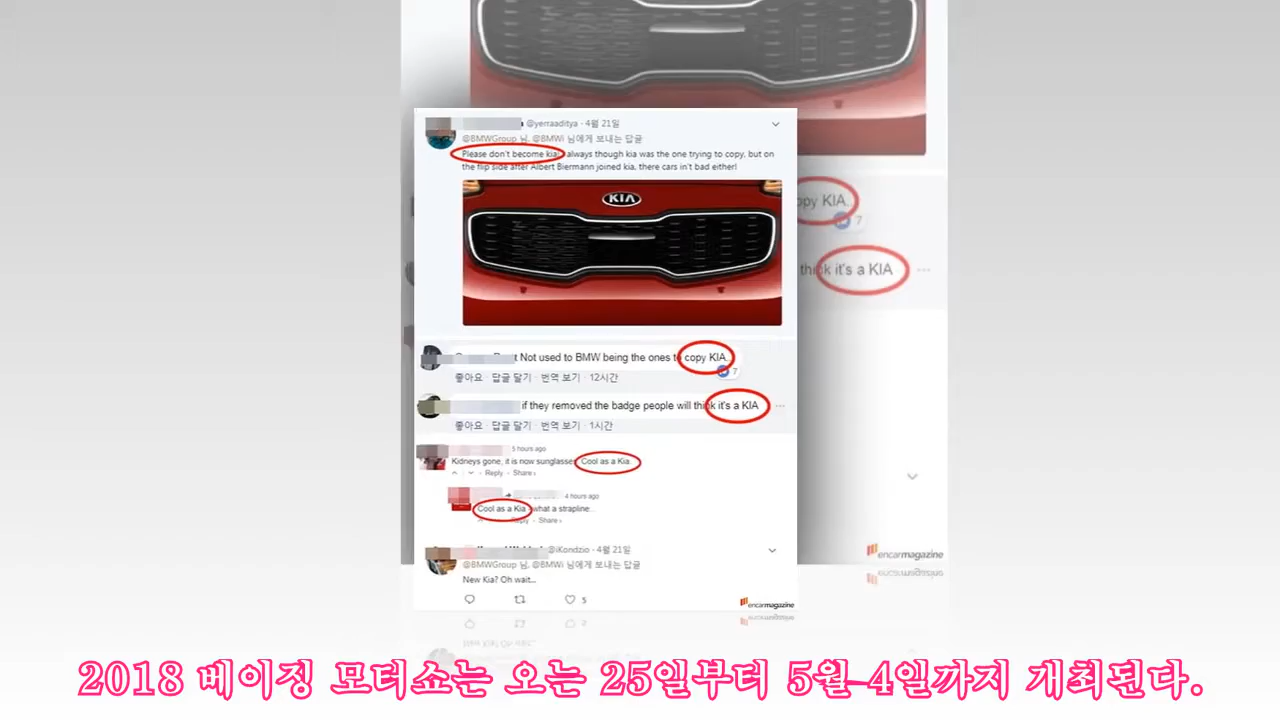 @yerraaditya · 4월 21일
@BMWGroup 님, @BMWi 님에게 보내는 답글
Please don't become kia, always though kia was the one trying to copy, but on
the flip side after Albert Biermann joined kia, there cars in't bad either!
KIA
copy KIA.
7
think it's a KIA
Not used to BMW being the ones to copy KIA..
7
좋아요 · 답글 달기 · 번역 보기 · 12시간
if they removed the badge people will think it's a KIA
좋아요 · 답글 달기 · 번역 보기 · 1시간
5 hours ago
Kidneys gone, it is now sunglasses Cool as a Kia.
Reply · Share ›
4 hours ago
Cool as a Kia - what a strapline...
Reply · Share ›
@iKondzio · 4월 21일
@BMWGroup 님, @BMWi 님에게 보내는 답글
New Kia? Oh wait...
5
encarmagazine
encarmagazine
2018 베이징 모터쇼는 오는 25일부터 5월 4일까지 개최된다.